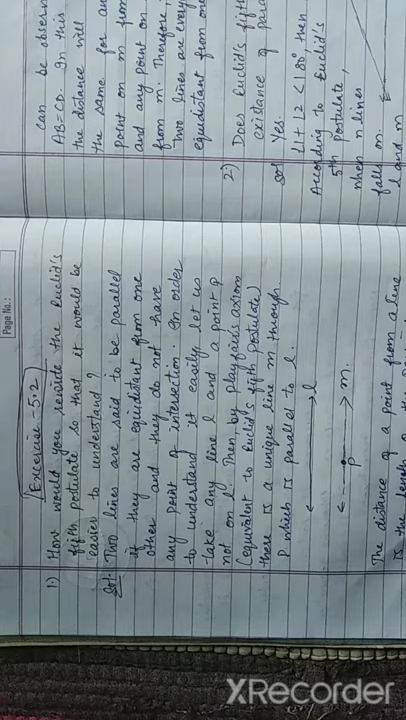 Page No.:
[Excercise - 5.2]
1) How would you rewrite the Euclid's
fifth postulate so that it would be
easier to understand?
Sol. Two lines are said to be parallel
if they are equidistant from one
other and they do not have
any point of intersection. In order
to understand it easily let us
take any line l and a point P
not on l. Then, by playfair's axiom
(equivalent to Euclid's fifth postulate)
there is a unique line m through
P which is parallel to l.
l
P
m.
The distance of a point from a line
is the length
can be observ
AB = CD. In this
the distance will
the same for an
point on m from
and any point on
from m. Therefore
two lines are every
equidistant from one
2) Does Euclid's fifth
existance of para
Sol Yes.
∠1 + ∠2 < 180°, then
According to Euclid's
5th Postulate,
when n lines
falls on
l and m
XRecorder